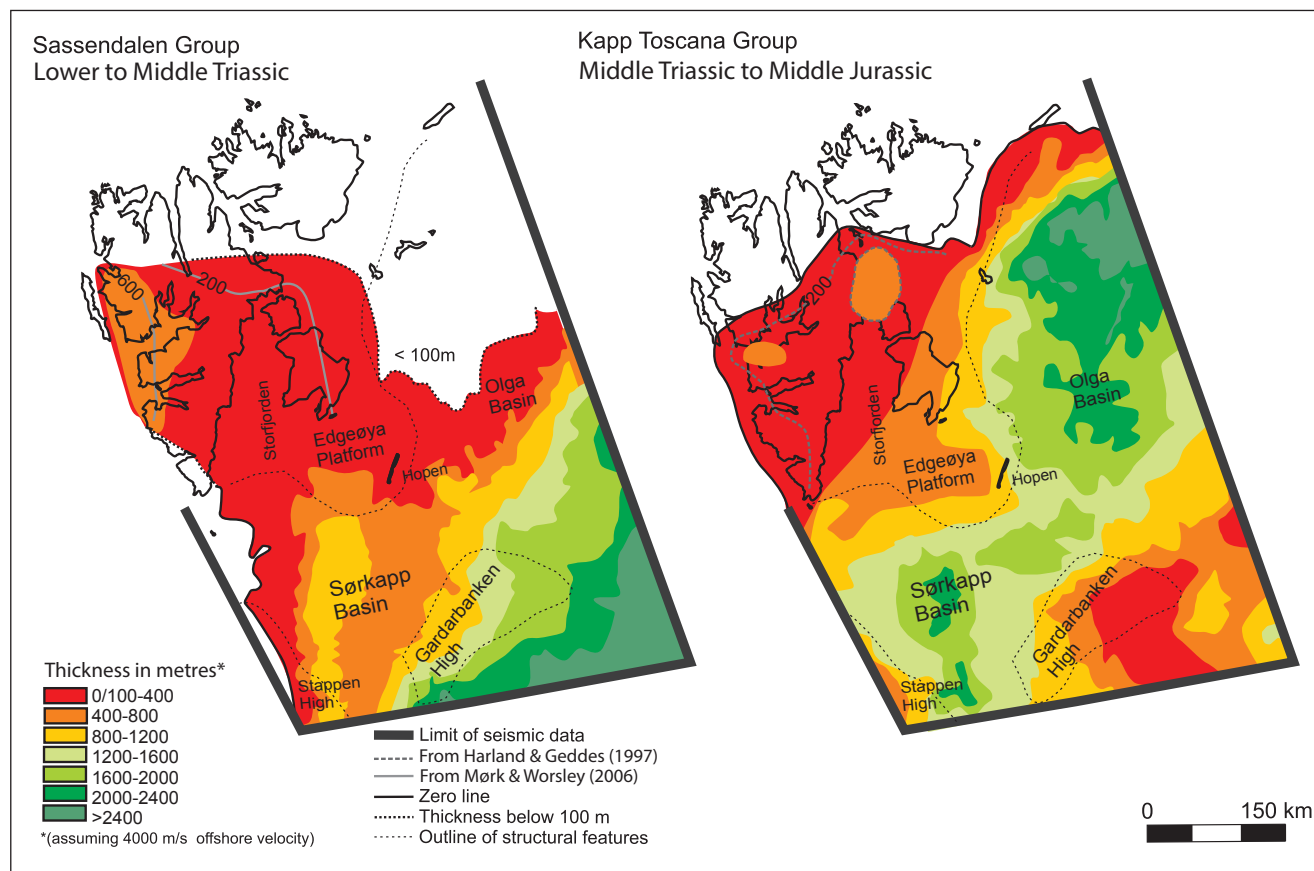 Sassendalen Group
Lower to Middle Triassic
600
200
< 100m
Storfjorden
Olga
Basin
Edgeøya
Platform
Hopen
Sørkapp
Basin
Gardarbanken
High
Stappen
High
Kapp Toscana Group
Middle Triassic to Middle Jurassic
200
Storfjorden
Olga
Basin
Edgeøya
Platform
Hopen
Sørkapp
Basin
Gardarbanken
High
Stappen
High
Thickness in metres*
0/100-400
400-800
800-1200
1200-1600
1600-2000
2000-2400
>2400
*(assuming 4000 m/s offshore velocity)
Limit of seismic data
From Harland & Geddes (1997)
From Mørk & Worsley (2006)
Zero line
Thickness below 100 m
Outline of structural features
0 150 km